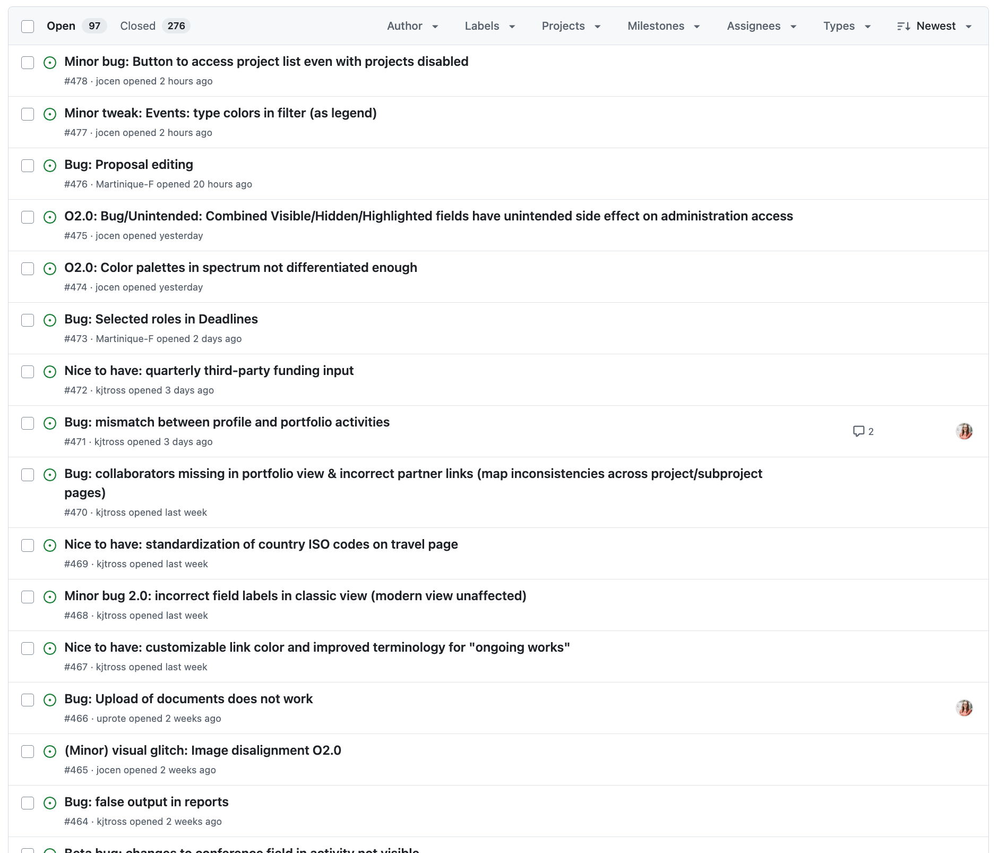 Open 97 Closed 276 Author Labels Projects Milestones Assignees Types Newest
Minor bug: Button to access project list even with projects disabled
#478 · jocen opened 2 hours ago
Minor tweak: Events: type colors in filter (as legend)
#477 · jocen opened 2 hours ago
Bug: Proposal editing
#476 · Martinique-F opened 20 hours ago
O2.0: Bug/Unintended: Combined Visible/Hidden/Highlighted fields have unintended side effect on administration access
#475 · jocen opened yesterday
O2.0: Color palettes in spectrum not differentiated enough
#474 · jocen opened yesterday
Bug: Selected roles in Deadlines
#473 · Martinique-F opened 2 days ago
Nice to have: quarterly third-party funding input
#472 · kjtross opened 3 days ago
Bug: mismatch between profile and portfolio activities
2
#471 · kjtross opened 3 days ago
Bug: collaborators missing in portfolio view & incorrect partner links (map inconsistencies across project/subproject
pages)
#470 · kjtross opened last week
Nice to have: standardization of country ISO codes on travel page
#469 · kjtross opened last week
Minor bug 2.0: incorrect field labels in classic view (modern view unaffected)
#468 · kjtross opened last week
Nice to have: customizable link color and improved terminology for "ongoing works"
#467 · kjtross opened last week
Bug: Upload of documents does not work
#466 · uprote opened 2 weeks ago
(Minor) visual glitch: Image disalignment O2.0
#465 · jocen opened 2 weeks ago
Bug: false output in reports
#464 · kjtross opened 2 weeks ago
Beta bug: changes to conference field in activity not visible